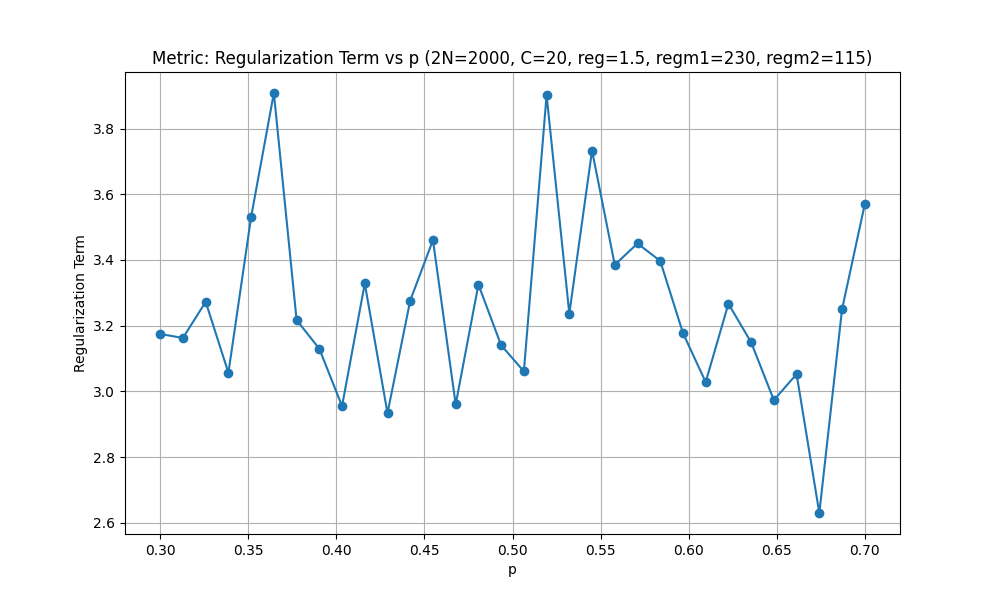 Metric: Regularization Term vs p (2N=2000, C=20, reg=1.5, regm1=230, regm2=115)
Regularization Term
3.8
3.6
3.4
3.2
3.0
2.8
2.6
0.30 0.35 0.40 0.45 0.50 0.55 0.60 0.65 0.70
p